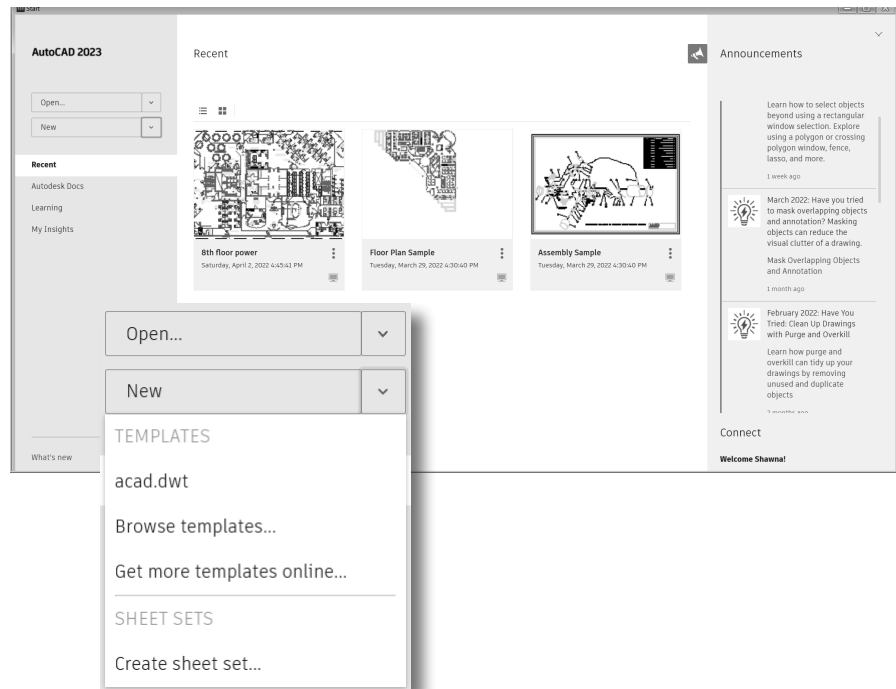 Start
AutoCAD 2023
Open...
New
Recent
Autodesk Docs
Learning
My Insights
What's new
Recent
8th floor power
Saturday, April 2, 2022 4:45:41 PM
Floor Plan Sample
Tuesday, March 29, 2022 4:30:40 PM
Assembly Sample
Tuesday, March 29, 2022 4:30:40 PM
Announcements
Learn how to select objects
beyond using a rectangular
window selection. Explore
using a polygon or crossing
polygon window, fence,
lasso, and more.
1 week ago
March 2022: Have you tried
to mask overlapping objects
and annotation? Masking
objects can reduce the
visual clutter of a drawing.
Mask Overlapping Objects
and Annotation
1 month ago
February 2022: Have You
Tried: Clean Up Drawings
with Purge and Overkill
Learn how purge and
overkill can tidy up your
drawings by removing
unused and duplicate
objects
2 months ago
Connect
Welcome Shawna!
Open...
New
TEMPLATES
acad.dwt
Browse templates...
Get more templates online...
SHEET SETS
Create sheet set...